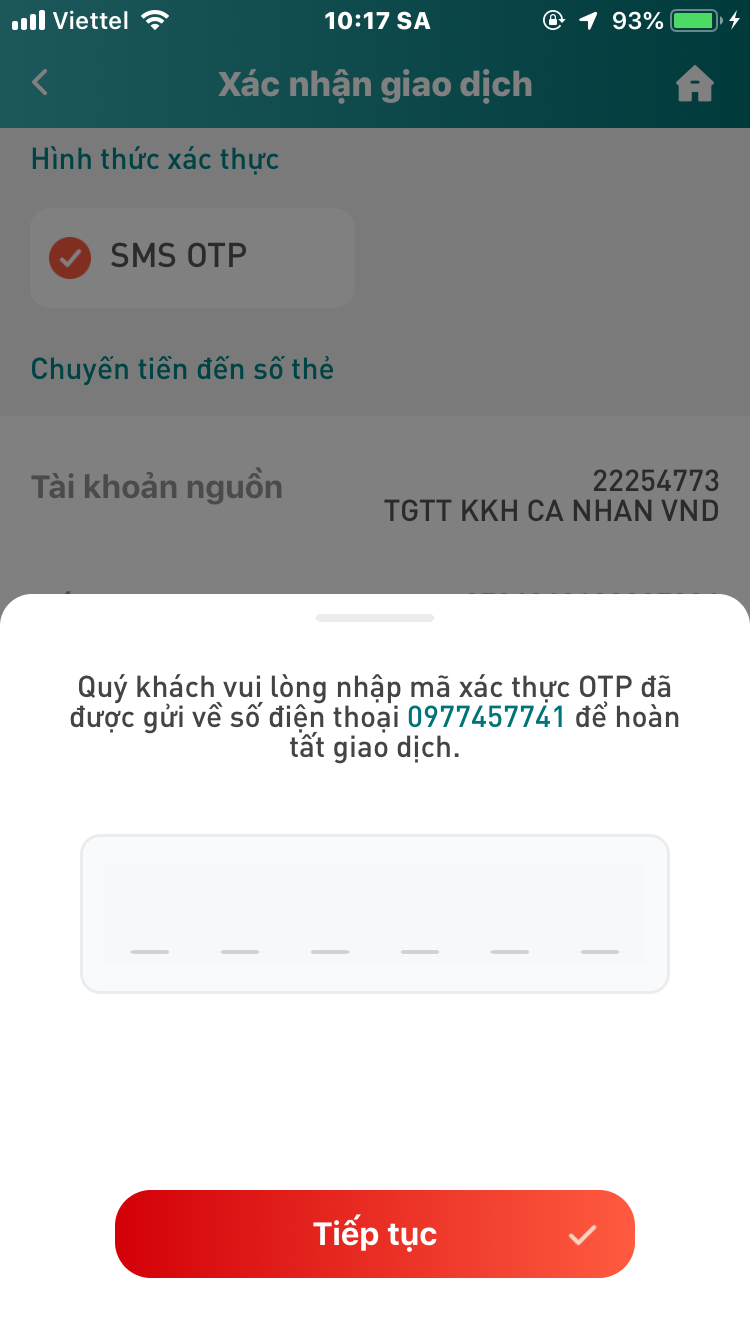 Viettel 10:17 SA 93%
Xác nhận giao dịch
Hình thức xác thực
SMS OTP
Chuyển tiền đến số thẻ
Tài khoản nguồn
22254773
TGTT KKH CA NHAN VND
Quý khách vui lòng nhập mã xác thực OTP đã
được gửi về số điện thoại 0977457741 để hoàn
tất giao dịch.
Tiếp tục